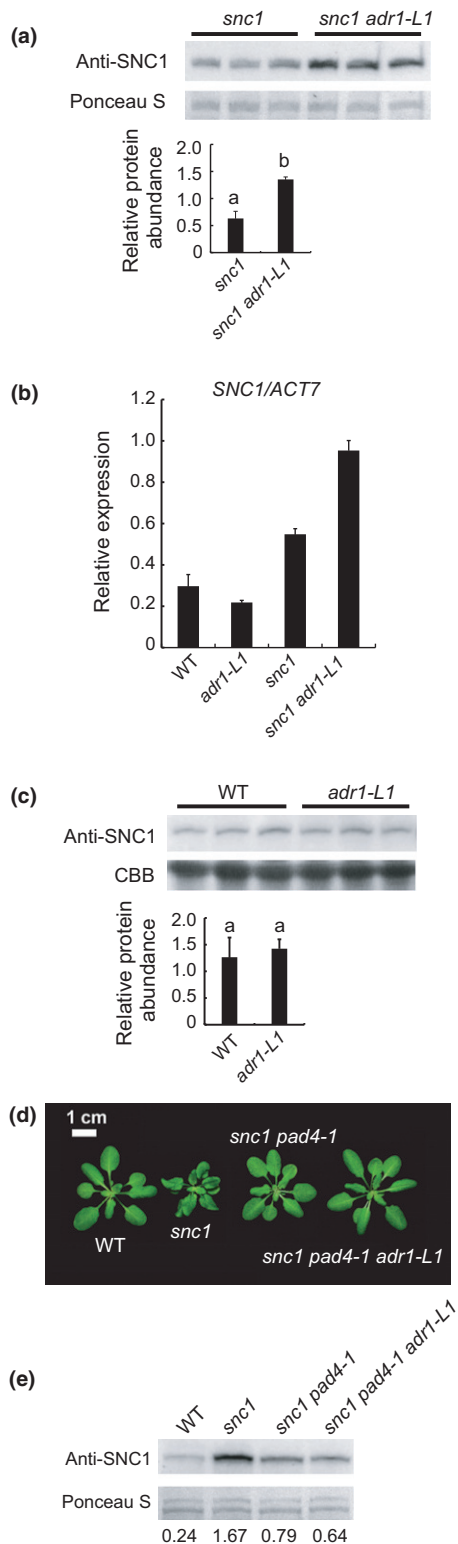 (a)
snc1
snc1 adr1-L1
Anti-SNC1
Ponceau S
Relative protein
abundance
2.0
1.5
1.0
0.5
0
a
b
snc1
snc1 adr1-L1
(b)
SNC1/ACT7
Relative expression
1.2
1.0
0.8
0.6
0.4
0.2
0
WT
adr1-L1
snc1
snc1 adr1-L1
(c)
WT
adr1-L1
Anti-SNC1
CBB
Relative protein
abundance
2.0
1.5
1.0
0.5
0
a
a
WT
adr1-L1
(d)
1 cm
WT
snc1
snc1 pad4-1
snc1 pad4-1 adr1-L1
(e)
WT
snc1
snc1 pad4-1
snc1 pad4-1 adr1-L1
Anti-SNC1
Ponceau S
0.24 1.67 0.79 0.64